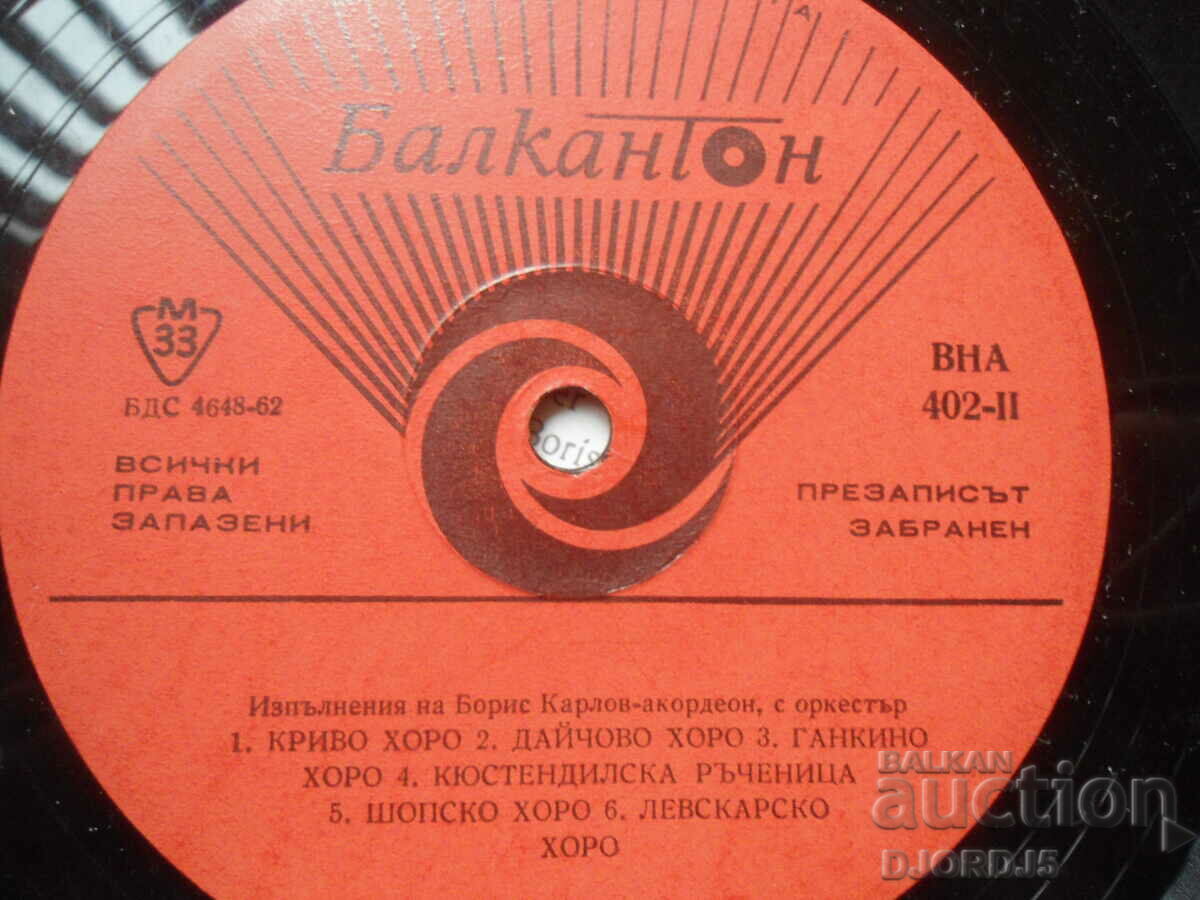 А
Балкантон
М
33
БДС 4648-62
ВНА
402-II
ВСИЧКИ
ПРАВА
ЗАПАЗЕНИ
ПРЕЗАПИСЪТ
ЗАБРАНЕН
Boris
Изпълнения на Борис Карлов-акордеон, с оркестър
1. КРИВО ХОРО 2. ДАЙЧОВО ХОРО 3. ГАНКИНО
ХОРО 4. КЮСТЕНДИЛСКА РЪЧЕНИЦА
5. ШОПСКО ХОРО 6. ЛЕВСКАРСКО
ХОРО
BALKAN
auction
DJORDJ5